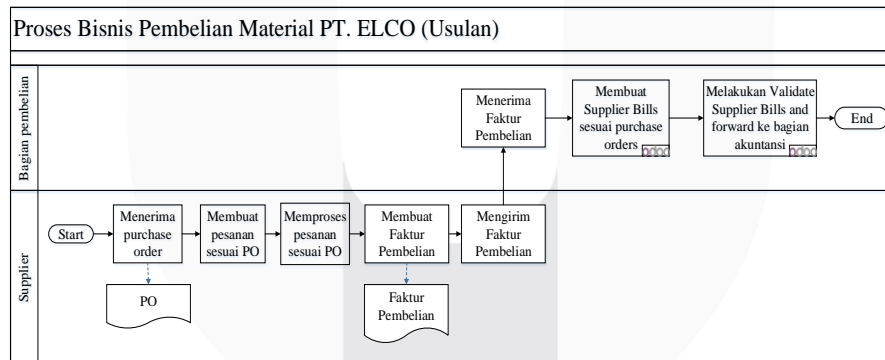 Proses Bisnis Pembelian Material PT. ELCO (Usulan)
Bagian pembelian
Menerima
Faktur
Pembelian
Membuat
Supplier Bills
sesuai purchase
orders
odoo
Melakukan Validate
Supplier Bills and
forward ke bagian
akuntansi
odoo
End
Supplier
Start
Menerima
purchase
order
Membuat
pesanan
sesuai PO
Memproses
pesanan
sesuai PO
Membuat
Faktur
Pembelian
Mengirim
Faktur
Pembelian
PO
Faktur
Pembelian